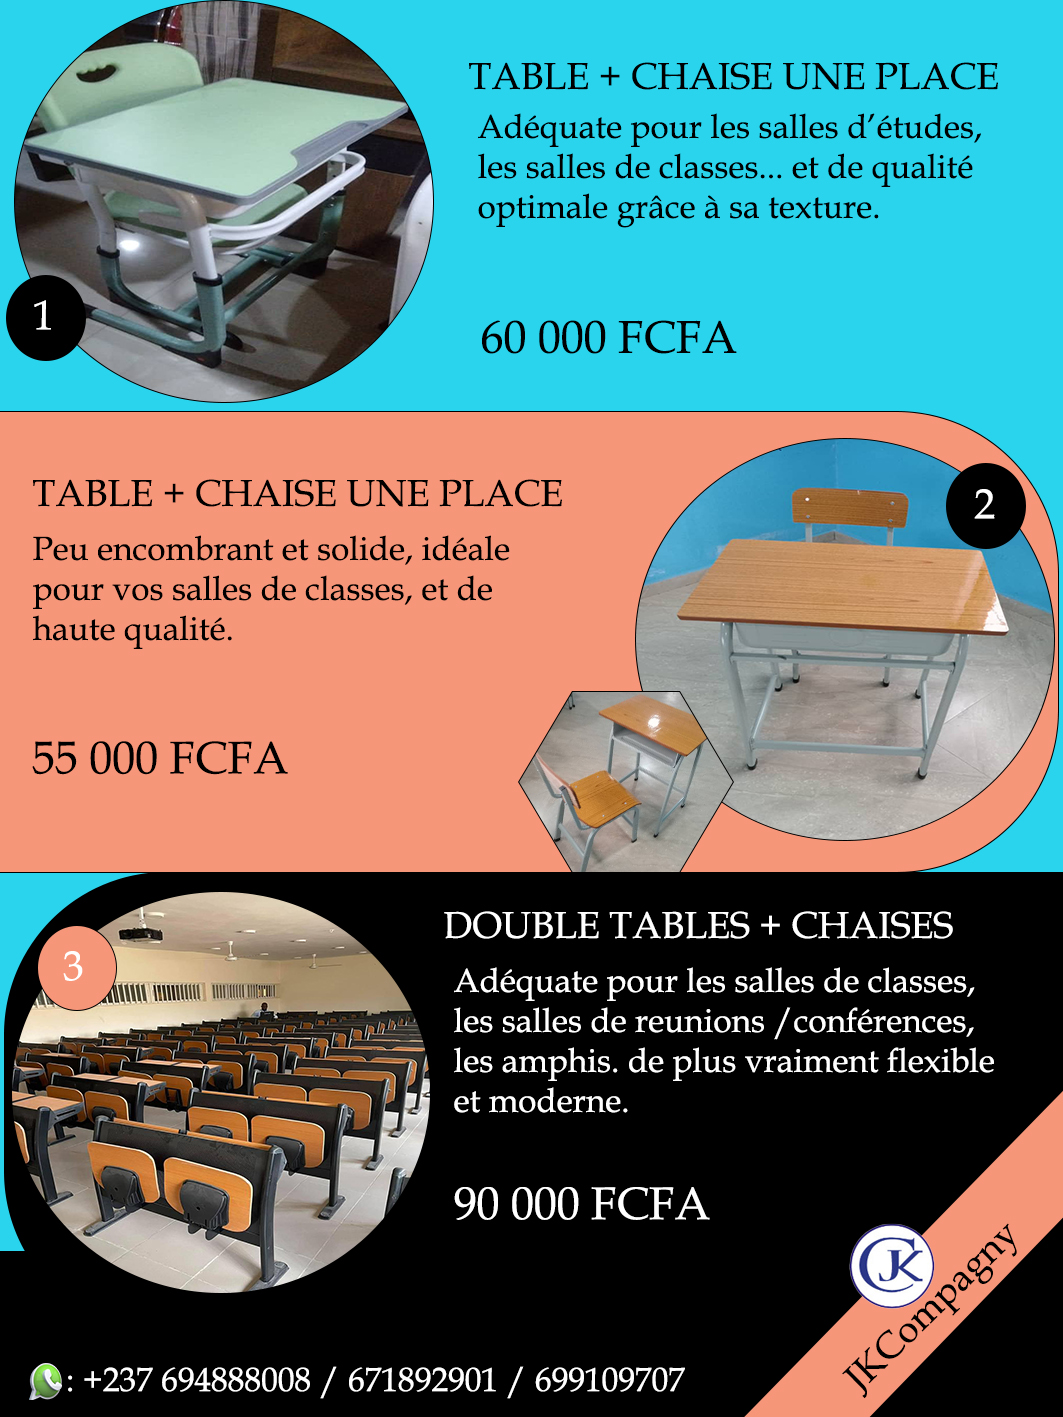 TABLE + CHAISE UNE PLACE
Adéquate pour les salles d’études,
les salles de classes... et de qualité
optimale grâce à sa texture.
60 000 FCFA
1
TABLE + CHAISE UNE PLACE
Peu encombrant et solide, idéale
pour vos salles de classes, et de
haute qualité.
55 000 FCFA
2
3
DOUBLE TABLES + CHAISES
Adéquate pour les salles de classes,
les salles de reunions /conférences,
les amphis. de plus vraiment flexible
et moderne.
90 000 FCFA
CJK
JKCompagny
: +237 694888008 / 671892901 / 699109707